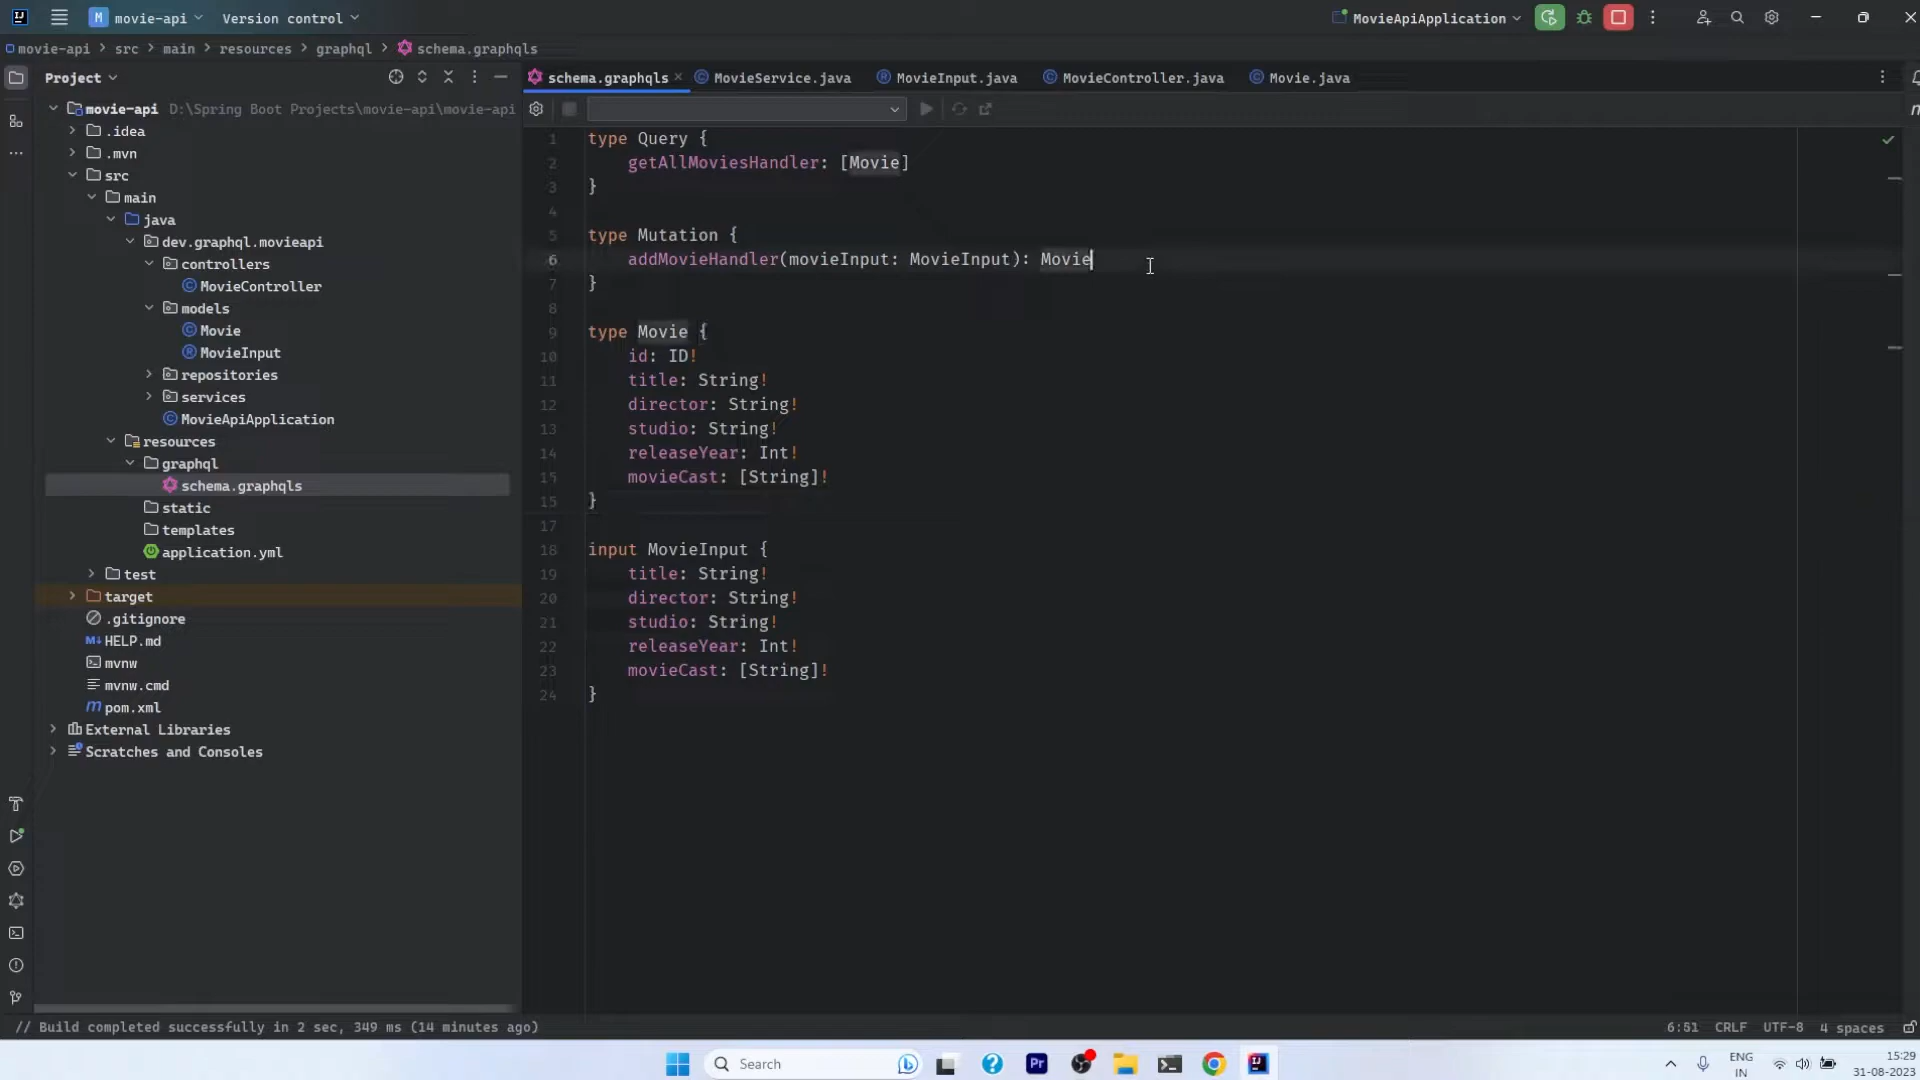 M movie-api Version control MovieApiApplication
movie-api > src > main > resources > graphql > schema.graphqls
Project
schema.graphqls MovieService.java MovieInput.java MovieController.java Movie.java
movie-api D:\Spring Boot Projects\movie-api\movie-api
.idea
.mvn
src
main
java
dev.graphql.movieapi
controllers
MovieController
models
Movie
MovieInput
repositories
services
MovieApiApplication
resources
graphql
schema.graphqls
static
templates
application.yml
test
target
.gitignore
M↓ HELP.md
mvnw
mvnw.cmd
m pom.xml
External Libraries
Scratches and Consoles
1 type Query {
2 getAllMoviesHandler: [Movie]
3 }
4
5 type Mutation {
6 addMovieHandler(movieInput: MovieInput): Movie
7 }
8
9 type Movie {
10 id: ID!
11 title: String!
12 director: String!
13 studio: String!
14 releaseYear: Int!
15 movieCast: [String]!
15 }
17
18 input MovieInput {
19 title: String!
20 director: String!
21 studio: String!
22 releaseYear: Int!
23 movieCast: [String]!
24 }
// Build completed successfully in 2 sec, 349 ms (14 minutes ago) 6:51 CRLF UTF-8 4 spaces
Search Pr ENG 15:29
IN 31-08-2023